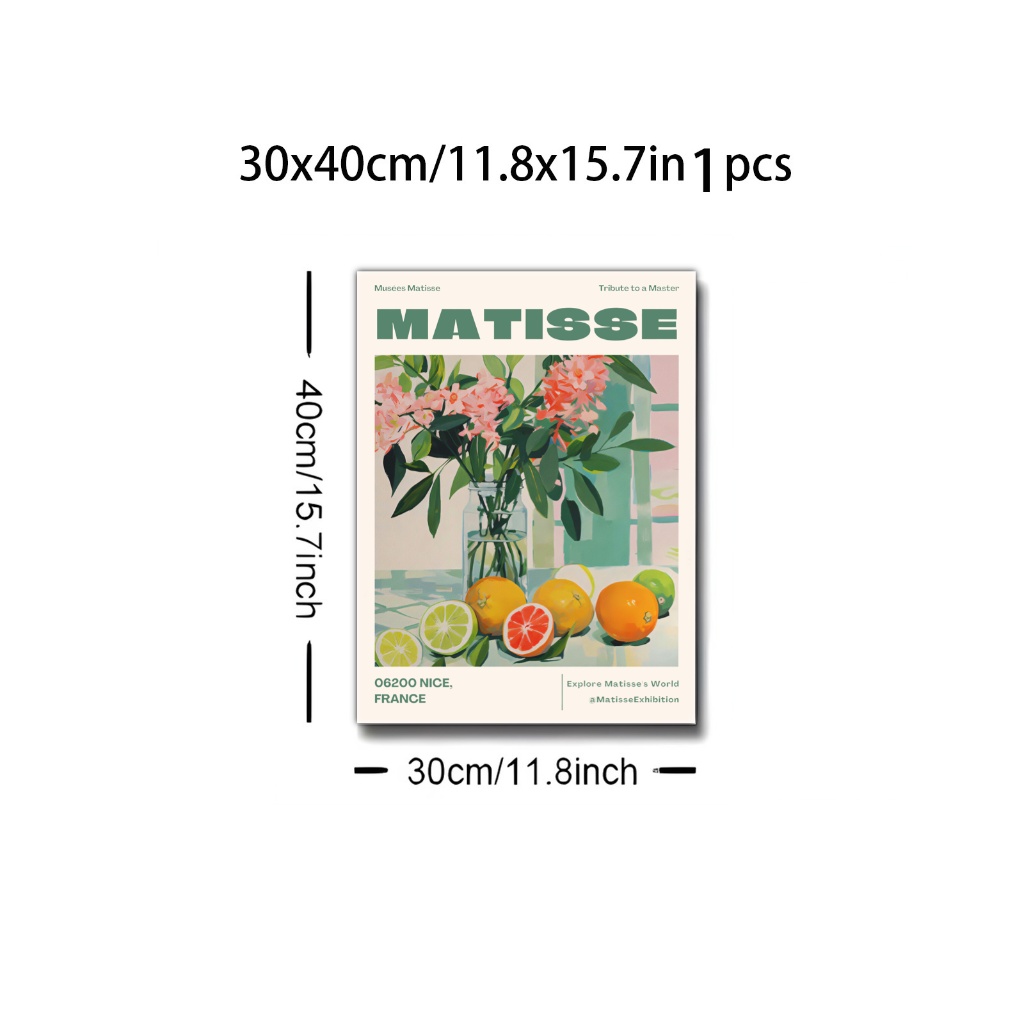 30x40cm/11.8x15.7in 1 pcs
Musees Matisse
Tribute to a Master
MATISSE
40cm/15.7inch
06200 NICE,
FRANCE
Explore Matisse s World
@MatisseExhibition
30cm/11.8inch